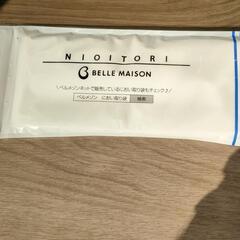 NIOITORI
BELLE MAISON
\ベルメゾンネットで販売しているにおい取り袋もチェック♪/
ベルメゾン におい取り袋 検索